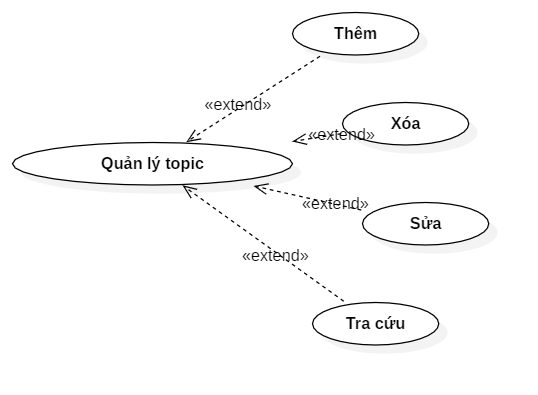 Thêm
«extend»
Xóa
«extend»
Quản lý topic
«extend»
Sửa
«extend»
Tra cứu